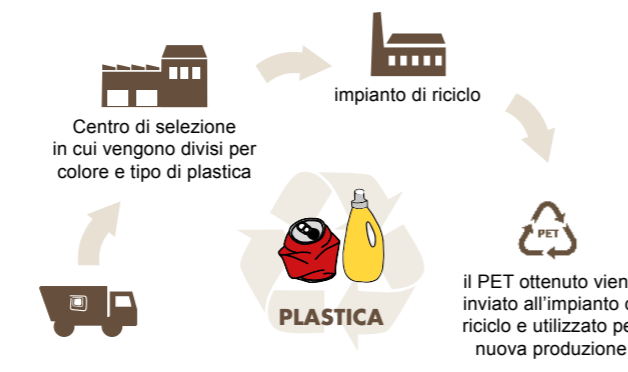 impianto di riciclo
Centro di selezione
in cui vengono divisi per
colore e tipo di plastica
PET
PLASTICA
il PET ottenuto vien
inviato all’impianto
riciclo e utilizzato pe
nuova produzione